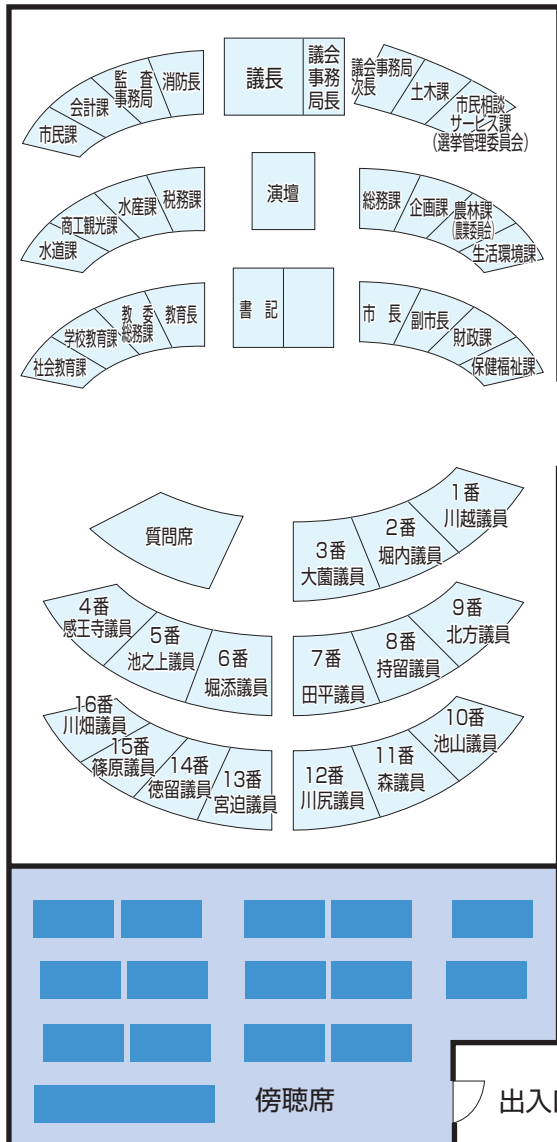 市民課
会計課
監査
事務局
消防長
議長
議会
事務
局長
議会事務局
次長
土木課
市民相談
サービス課
(選挙管理委員会)
水道課
商工観光課
水産課
税務課
演壇
総務課
企画課
農林課
(農業委員会)
生活環境課
社会教育課
学校教育課
教委
総務課
教育長
書記
市長
副市長
財政課
保健福祉課
質問席
3番
大薗議員
2番
堀内議員
1番
川越議員
4番
感王寺議員
5番
池之上議員
6番
堀添議員
7番
田平議員
8番
持留議員
9番
北方議員
16番
川畑議員
15番
篠原議員
14番
徳留議員
13番
宮迫議員
12番
川尻議員
11番
森議員
10番
池山議員
傍聴席
出入